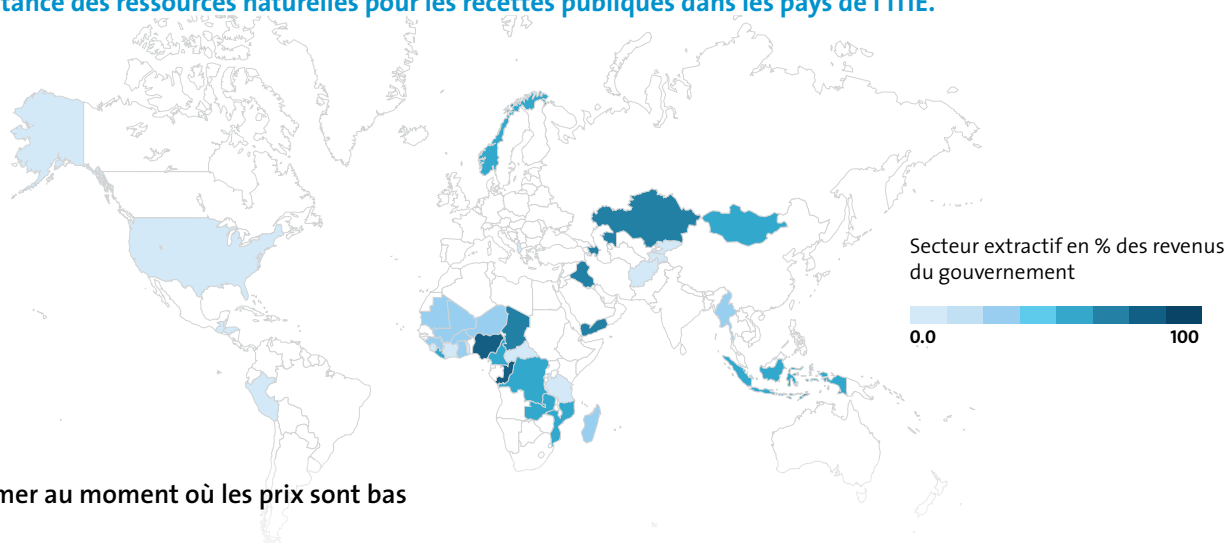 tance des ressources naturelles pour les recettes publiques dans les pays de l'ITIE.
Secteur extractif en % des revenus
du gouvernement
0.0 100
mer au moment où les prix sont bas